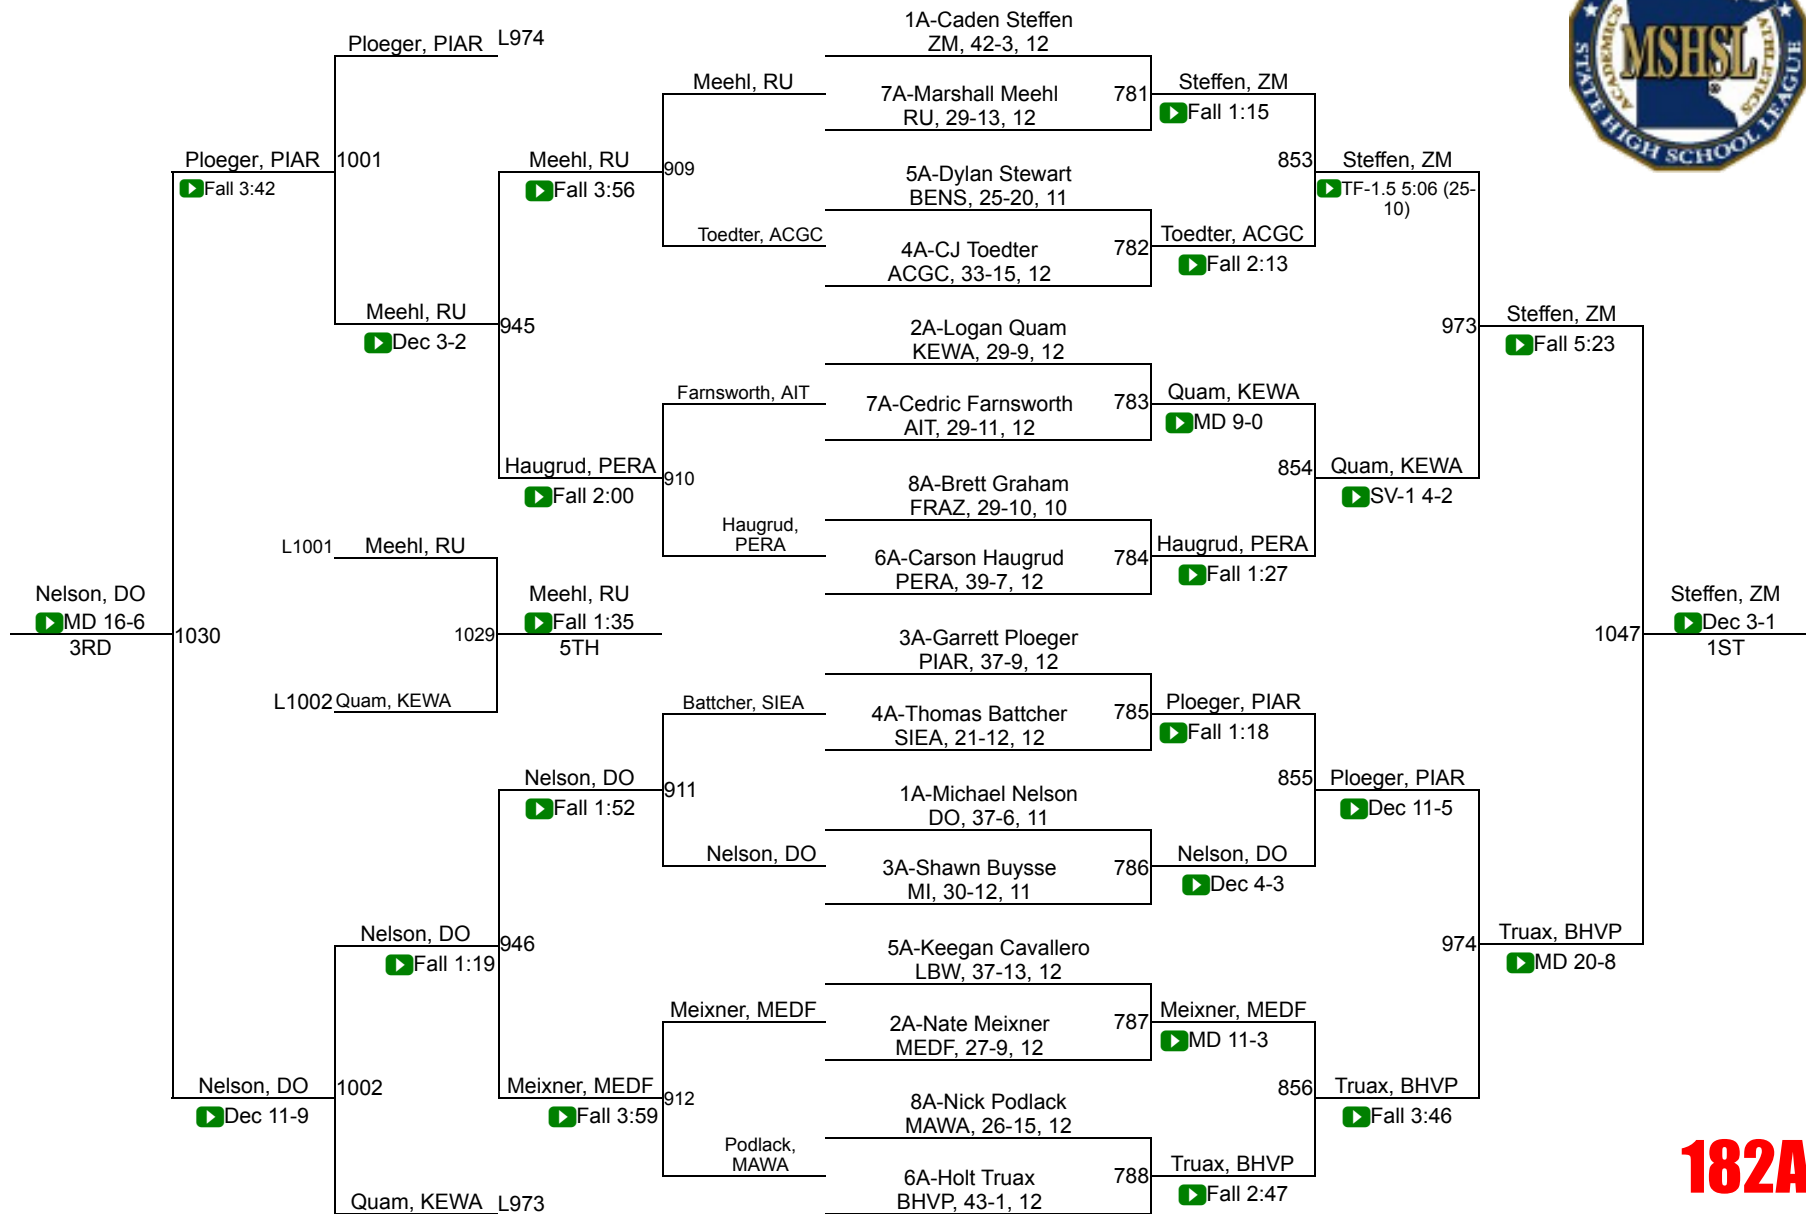 1A-Caden Steffen
ZM, 42-3, 12
Ploeger, PIAR L974
Meehl, RU
7A-Marshall Meehl
RU, 29-13, 12
781
Steffen, ZM
Fall 1:15
Ploeger, PIAR
Fall 3:42
1001
Meehl, RU
Fall 3:56
909
5A-Dylan Stewart
BENS, 25-20, 11
853
Steffen, ZM
TF-1.5 5:06 (25-
10)
Toedter, ACGC
4A-CJ Toedter
ACGC, 33-15, 12
782
Toedter, ACGC
Fall 2:13
Meehl, RU
Dec 3-2
945
2A-Logan Quam
KEWA, 29-9, 12
973
Steffen, ZM
Fall 5:23
Farnsworth, AIT
7A-Cedric Farnsworth
AIT, 29-11, 12
783
Quam, KEWA
MD 9-0
Haugrud, PERA
Fall 2:00
910
8A-Brett Graham
FRAZ, 29-10, 10
854
Quam, KEWA
SV-1 4-2
Haugrud,
PERA
6A-Carson Haugrud
PERA, 39-7, 12
784
Haugrud, PERA
Fall 1:27
L1001 Meehl, RU
Nelson, DO
MD 16-6
3RD
1030
1029
Meehl, RU
Fall 1:35
5TH
3A-Garrett Ploeger
PIAR, 37-9, 12
1047
Steffen, ZM
Dec 3-1
1ST
L1002 Quam, KEWA
Battcher, SIEA
4A-Thomas Battcher
SIEA, 21-12, 12
785
Ploeger, PIAR
Fall 1:18
Nelson, DO
Fall 1:52
911
1A-Michael Nelson
DO, 37-6, 11
855
Ploeger, PIAR
Dec 11-5
Nelson, DO
3A-Shawn Buysse
MI, 30-12, 11
786
Nelson, DO
Dec 4-3
Nelson, DO
Fall 1:19
946
5A-Keegan Cavallero
LBW, 37-13, 12
974
Truax, BHVP
MD 20-8
Meixner, MEDF
2A-Nate Meixner
MEDF, 27-9, 12
787
Meixner, MEDF
MD 11-3
Nelson, DO
Dec 11-9
1002
Meixner, MEDF
Fall 3:59
912
8A-Nick Podlack
MAWA, 26-15, 12
856
Truax, BHVP
Fall 3:46
Podlack,
MAWA
6A-Holt Truax
BHVP, 43-1, 12
788
Truax, BHVP
Fall 2:47
Quam, KEWA L973
182A
MSHSL
ACADEMICS
ATHLETICS
STATE HIGH SCHOOL LEAGUE